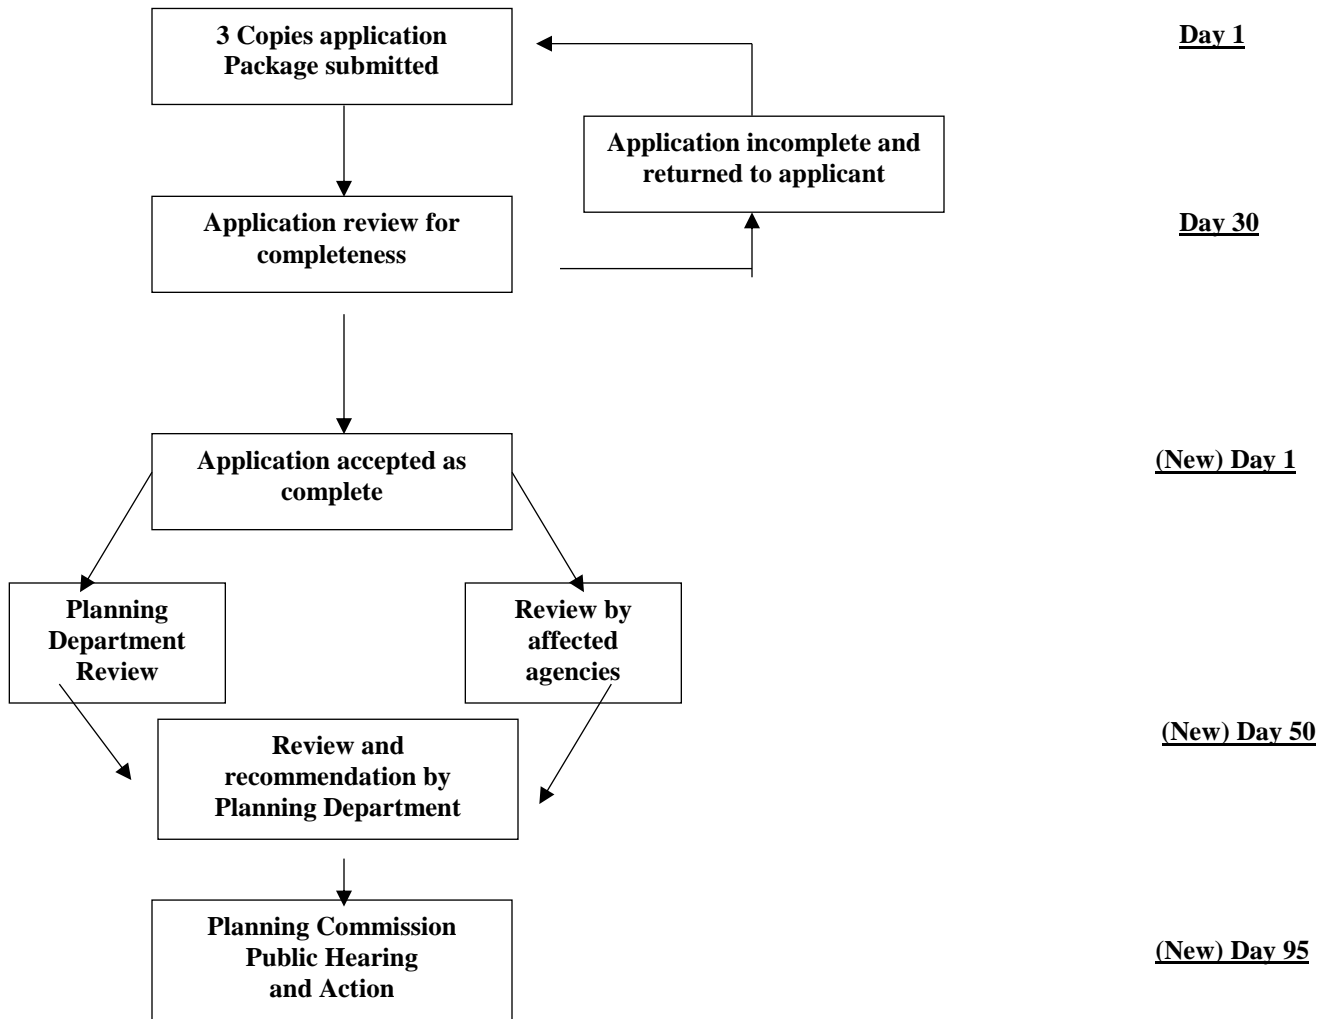 3 Copies application
Package submitted
Day 1
Application incomplete and
returned to applicant
Application review for
completeness
Day 30
Application accepted as
complete
(New) Day 1
Planning
Department
Review
Review by
affected
agencies
Review and
recommendation by
Planning Department
(New) Day 50
Planning Commission
Public Hearing
and Action
(New) Day 95